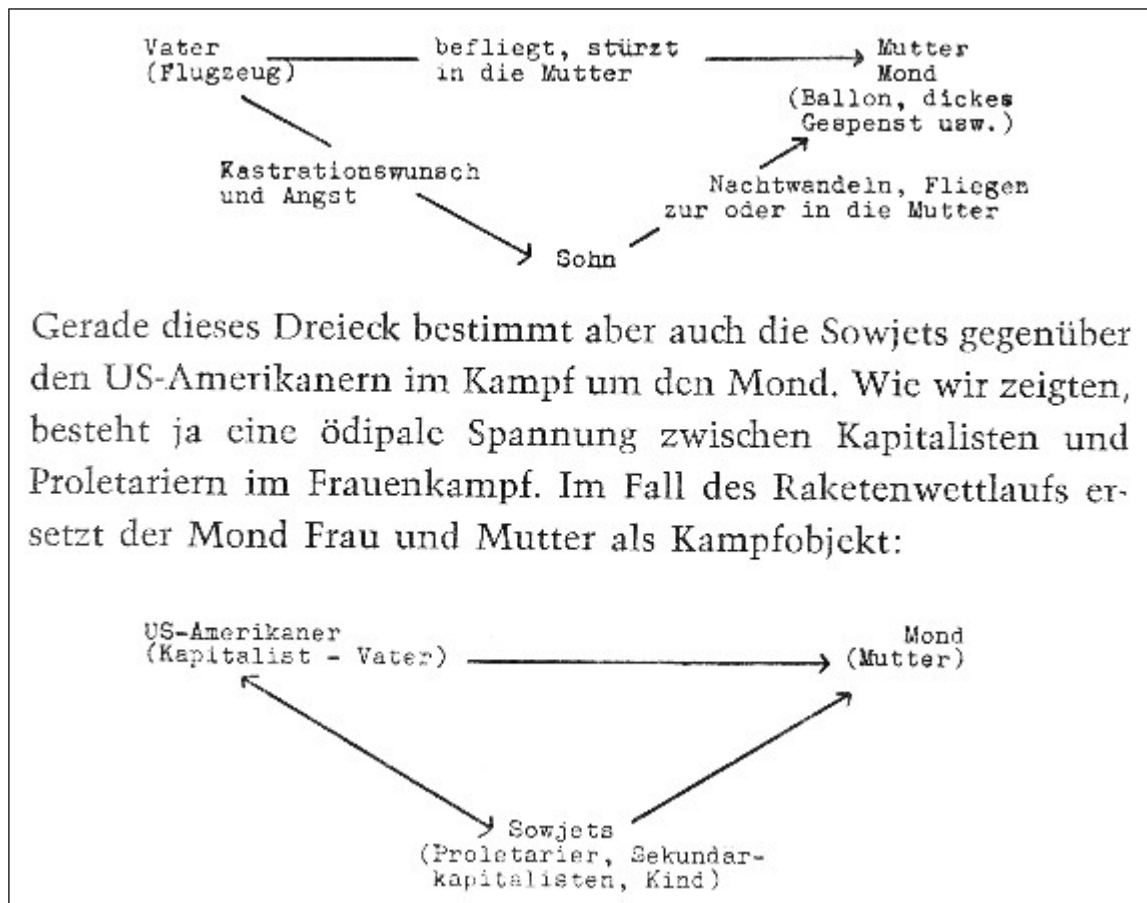 Vater befliegt, stürzt Mutter
(Flugzeug) in die Mutter Mond
(Ballon, dickes
Gespenst usw.)
Kastrationswunsch Nachtwandeln, Fliegen
und Angst zur oder in die Mutter
Sohn
Gerade dieses Dreieck bestimmt aber auch die Sowjets gegenüber
den US-Amerikanern im Kampf um den Mond. Wie wir zeigten,
besteht ja eine ödipale Spannung zwischen Kapitalisten und
Proletariern im Frauenkampf. Im Fall des Raketenwettlaufs er-
setzt der Mond Frau und Mutter als Kampfobjekt:
US-Amerikaner Mond
(Kapitalist - Vater) (Mutter)
Sowjets
(Proletarier, Sekundär-
kapitalisten, Kind)